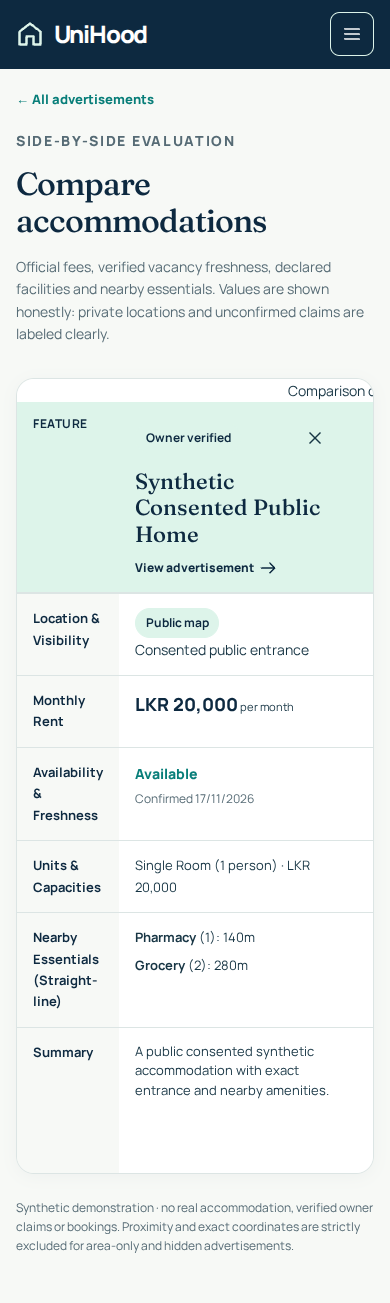 UniHood
← All advertisements
SIDE-BY-SIDE EVALUATION
Compare
accommodations
Official fees, verified vacancy freshness, declared
facilities and nearby essentials. Values are shown
honestly: private locations and unconfirmed claims are
labeled clearly.
Comparison
FEATURE
Owner verified
Synthetic
Consented Public
Home
View advertisement →
Location &
Visibility
Public map
Consented public entrance
Monthly
Rent
LKR 20,000 per month
Availability
&
Freshness
Available
Confirmed 17/11/2026
Units &
Capacities
Single Room (1 person) · LKR
20,000
Nearby
Essentials
(Straight-
line)
Pharmacy (1): 140m
Grocery (2): 280m
Summary
A public consented synthetic
accommodation with exact
entrance and nearby amenities.
Synthetic demonstration · no real accommodation, verified owner
claims or bookings. Proximity and exact coordinates are strictly
excluded for area-only and hidden advertisements.